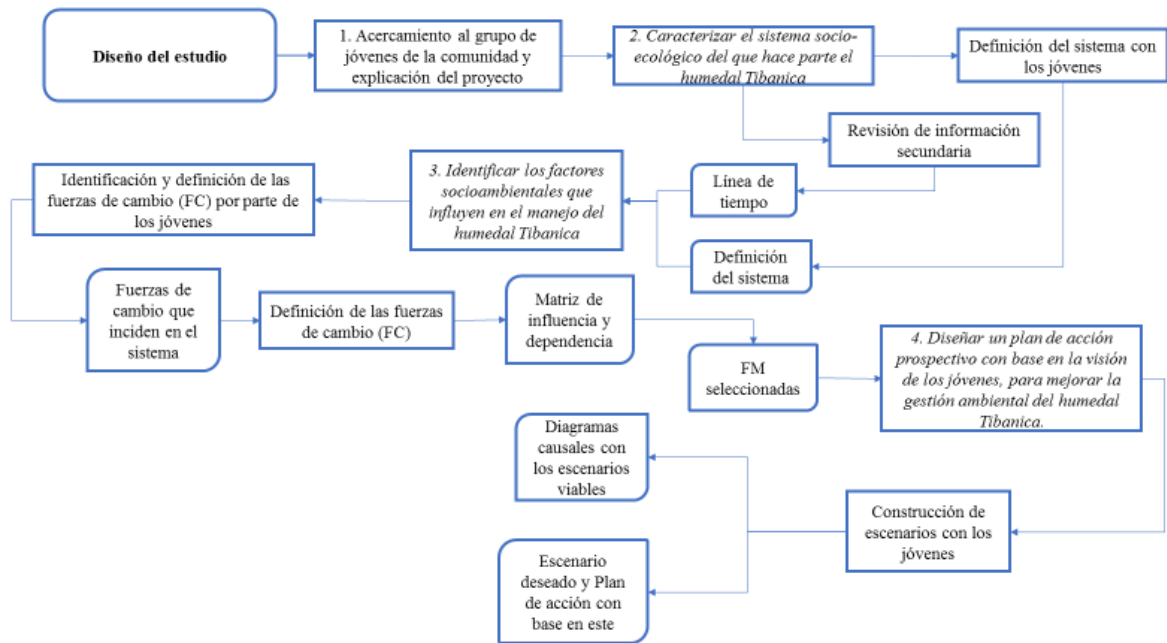 Diseño del estudio
1. Acercamiento al grupo de
jóvenes de la comunidad y
explicación del proyecto
2. Caracterizar el sistema socio-
ecológico del que hace parte el
humedal Tibanica
Definición del sistema con
los jóvenes
Revisión de información
secundaria
Línea de
tiempo
Definición
del sistema
3. Identificar los factores
socioambientales que
influyen en el manejo del
humedal Tibanica
Identificación y definición de las
fuerzas de cambio (FC) por parte de
los jóvenes
Fuerzas de
cambio que
inciden en el
sistema
Definición de las fuerzas
de cambio (FC)
Matriz de
influencia y
dependencia
FM
seleccionadas
4. Diseñar un plan de acción
prospectivo con base en la visión
de los jóvenes, para mejorar la
gestión ambiental del humedal
Tibanica.
Construcción de
escenarios con los
jóvenes
Diagramas
causales con
los escenarios
viables
Escenario
deseado y Plan
de acción con
base en este